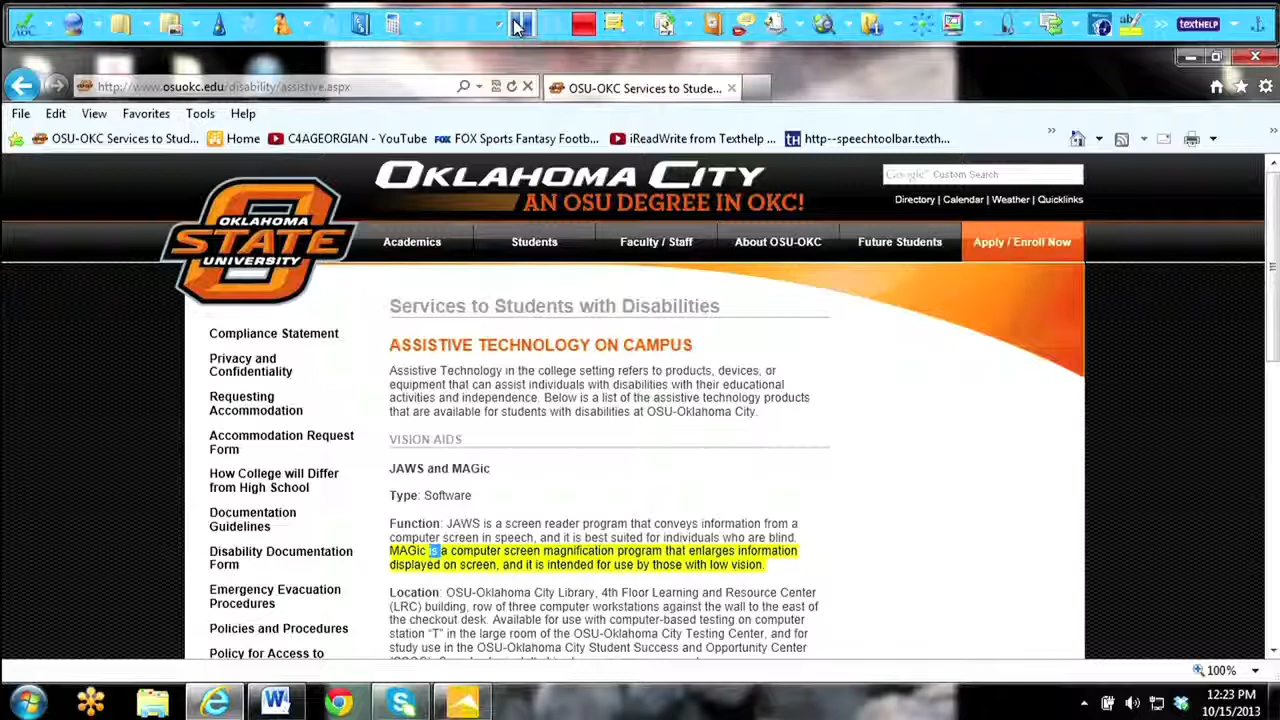 ab/
TEXTHELP
http://www.osuokc.edu/disability/assistive.aspx
OSU-OKC Services to Stude...
File Edit View Favorites Tools Help
OSU-OKC Services to Stud... Home C4AGEORGIAN - YouTube FOX Sports Fantasy Footb... iReadWrite from Texthelp ... http--speechtoolbar.texth...
OKLAHOMA CITY
AN OSU DEGREE IN OKC!
Google™ Custom Search
Directory | Calendar | Weather | Quicklinks
OKLAHOMA
STATE
UNIVERSITY
Academics Students Faculty / Staff About OSU-OKC Future Students Apply / Enroll Now
Compliance Statement
Privacy and
Confidentiality
Requesting
Accommodation
Accommodation Request
Form
How College will Differ
from High School
Documentation
Guidelines
Disability Documentation
Form
Emergency Evacuation
Procedures
Policies and Procedures
Policy for Access to
Services to Students with Disabilities
ASSISTIVE TECHNOLOGY ON CAMPUS
Assistive Technology in the college setting refers to products, devices, or
equipment that can assist individuals with disabilities with their educational
activities and independence. Below is a list of the assistive technology products
that are available for students with disabilities at OSU-Oklahoma City.
VISION AIDS
JAWS and MAGic
Type: Software
Function: JAWS is a screen reader program that conveys information from a
computer screen in speech, and it is best suited for individuals who are blind.
MAGic is a computer screen magnification program that enlarges information
displayed on screen, and it is intended for use by those with low vision.
Location: OSU-Oklahoma City Library, 4th Floor Learning and Resource Center
(LRC) building, row of three computer workstations against the wall to the east of
the checkout desk. Available for use with computer-based testing on computer
station “T” in the large room of the OSU-Oklahoma City Testing Center, and for
study use in the OSU-Oklahoma City Student Success and Opportunity Center
100%
12:23 PM
10/15/2013